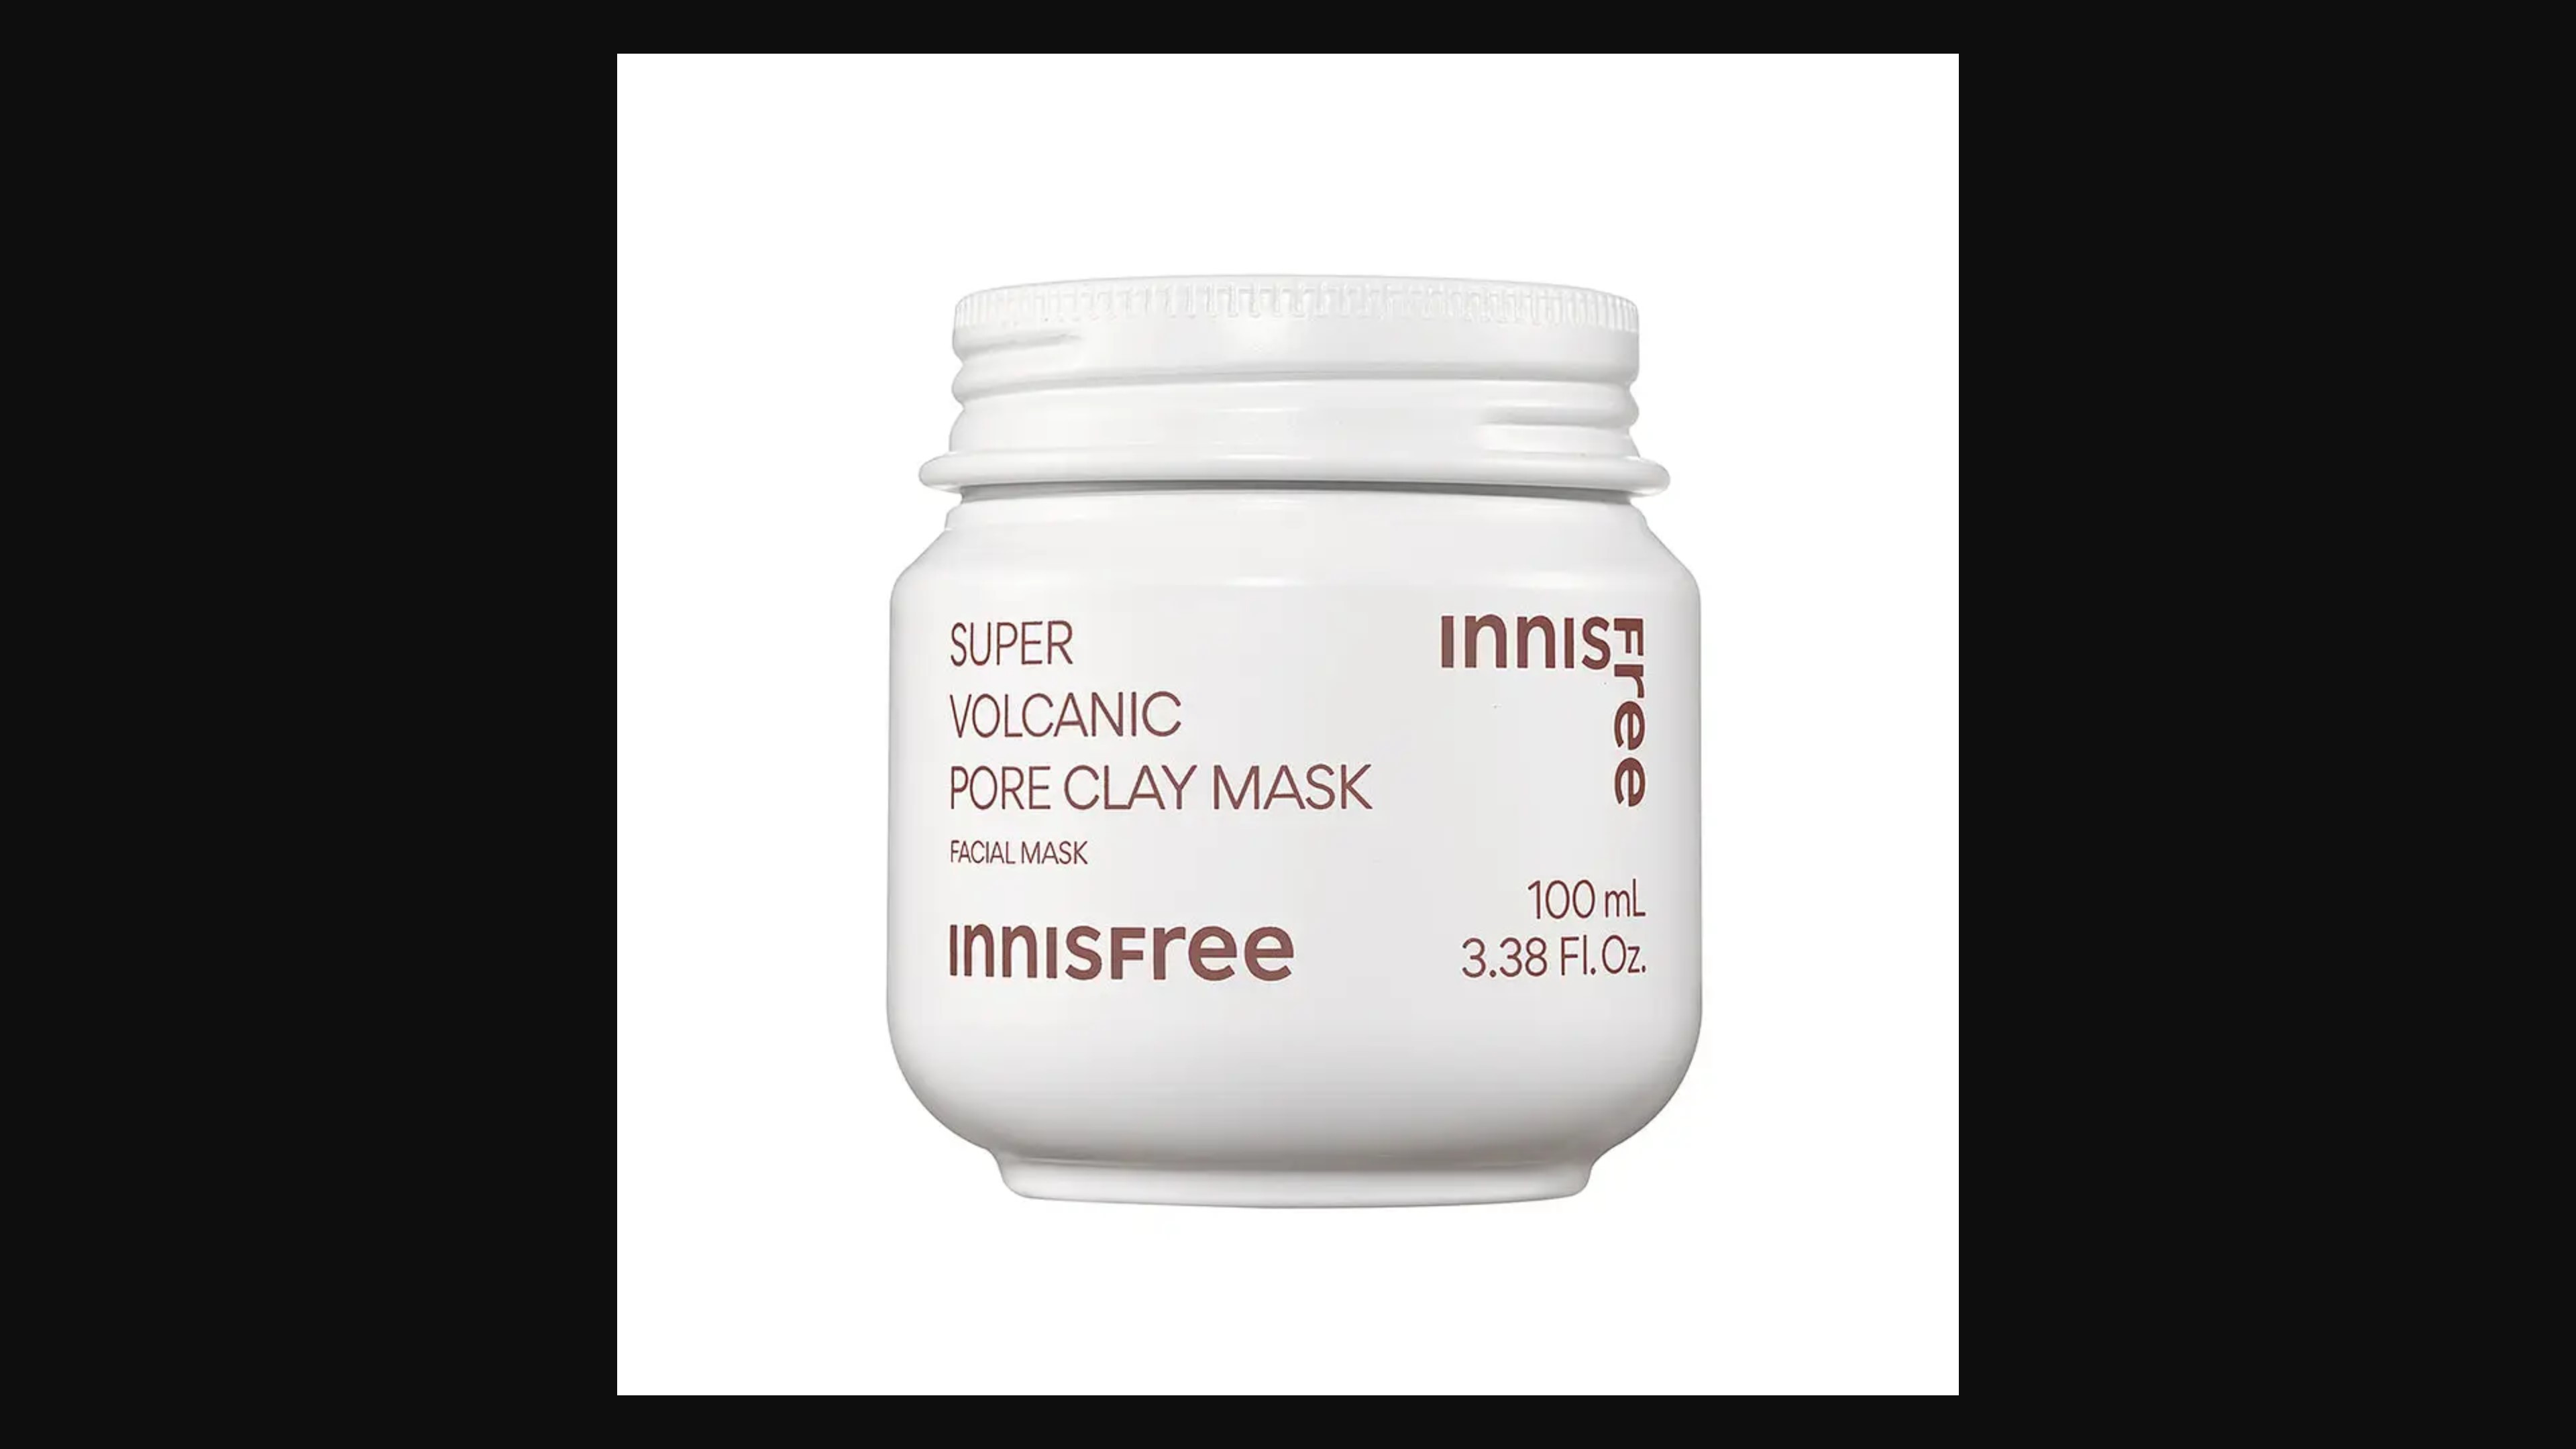 SUPER
VOLCANIC
PORE CLAY MASK
FACIAL MASK
INNISFree
INNISFree
100 mL
3.38 Fl.Oz.